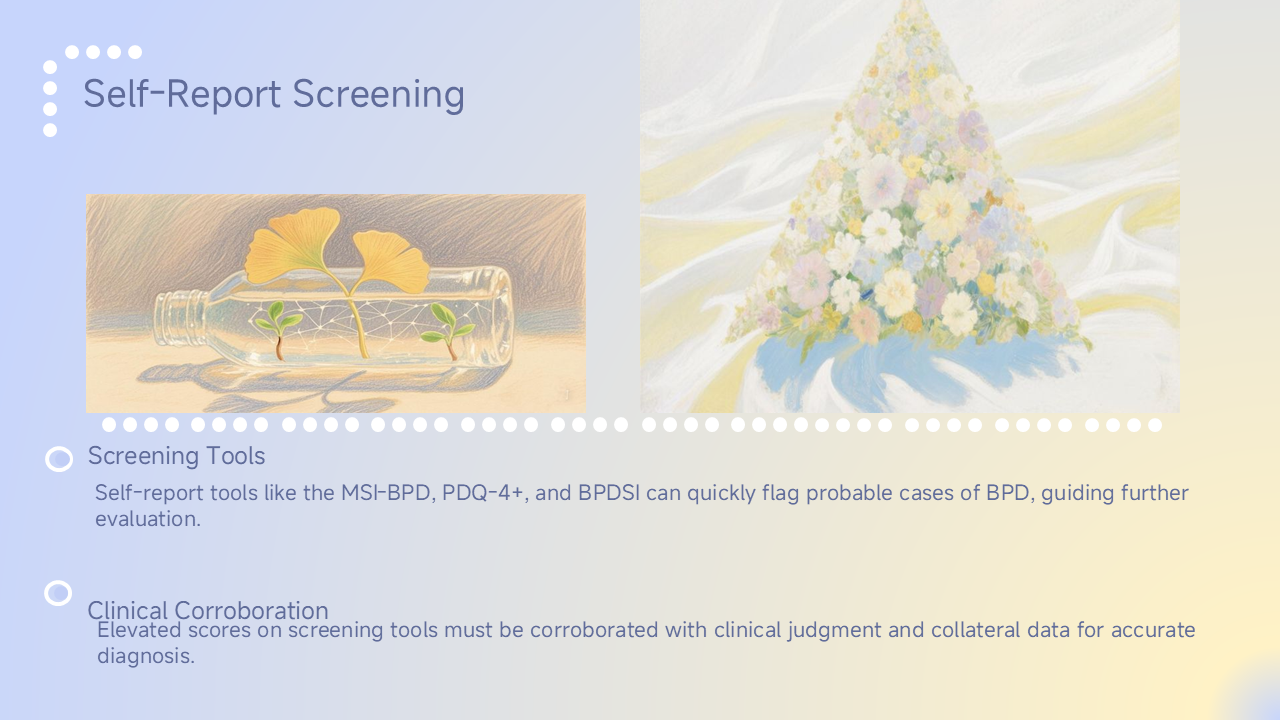 Self-Report Screening
Screening Tools
Self-report tools like the MSI-BPD, PDQ-4+, and BPDSI can quickly flag probable cases of BPD, guiding further
evaluation.
Clinical Corroboration
Elevated scores on screening tools must be corroborated with clinical judgment and collateral data for accurate
diagnosis.